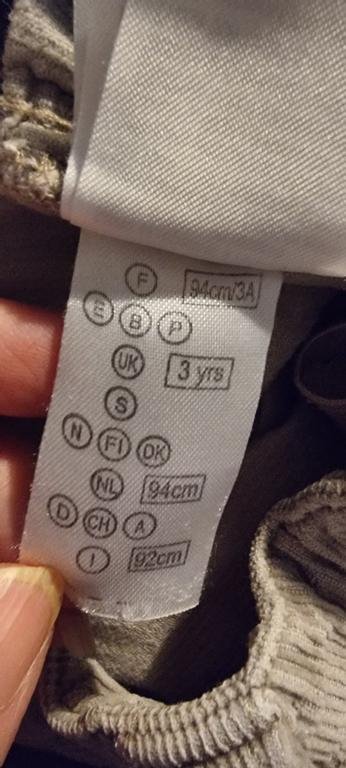 F 94cm/3A
E B P
UK 3 yrs
S
N FI DK
NL 94cm
D CH A
I 92cm